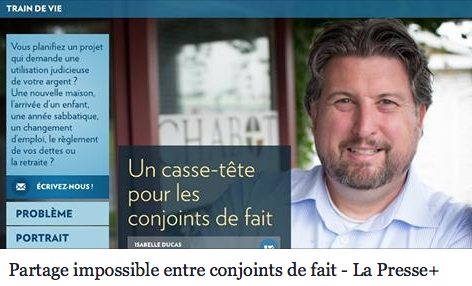 TRAIN DE VIE
Vous planifiez un projet
qui demande une
utilisation judicieuse
de votre argent ?
Une nouvelle maison,
l'arrivée d'un enfant,
une année sabbatique,
un changement
d'emploi, le règlement
de vos dettes ou
la retraite ?
ÉCRIVEZ-NOUS !
PROBLÈME
PORTRAIT
CHABOT
Un casse-tête
pour les
conjoints de fait
ISABELLE DUCAS
Partage impossible entre conjoints de fait - La Presse+